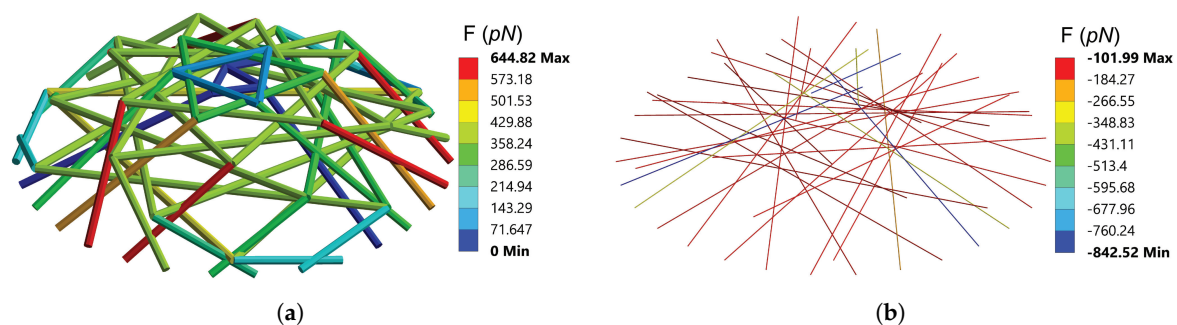 F (pN)
644.82 Max
573.18
501.53
429.88
358.24
286.59
214.94
143.29
71.647
0 Min
(a)
F (pN)
-101.99 Max
-184.27
-266.55
-348.83
-431.11
-513.4
-595.68
-677.96
-760.24
-842.52 Min
(b)